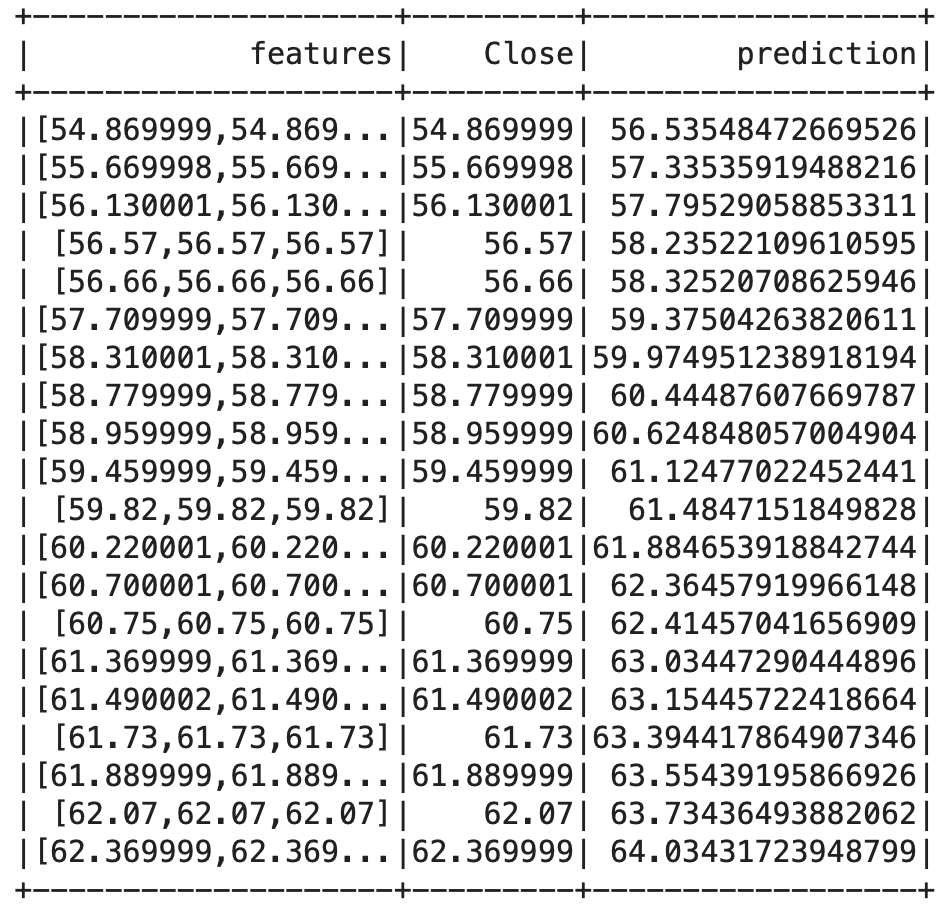 +--------------------+---------+------------------+
|            features|    Close|        prediction|
+--------------------+---------+------------------+
|[54.869999,54.869...|54.869999| 56.53548472669526|
|[55.669998,55.669...|55.669998| 57.33535919488216|
|[56.130001,56.130...|56.130001| 57.79529058853311|
| [56.57,56.57,56.57]|    56.57| 58.23522109610595|
| [56.66,56.66,56.66]|    56.66| 58.32520708625946|
|[57.709999,57.709...|57.709999| 59.37504263820611|
|[58.310001,58.310...|58.310001|59.974951238918194|
|[58.779999,58.779...|58.779999| 60.44487607669787|
|[58.959999,58.959...|58.959999|60.624848057004904|
|[59.459999,59.459...|59.459999| 61.12477022452441|
| [59.82,59.82,59.82]|    59.82|  61.4847151849828|
|[60.220001,60.220...|60.220001|61.884653918842744|
|[60.700001,60.700...|60.700001| 62.36457919966148|
| [60.75,60.75,60.75]|    60.75| 62.41457041656909|
|[61.369999,61.369...|61.369999| 63.03447290444896|
|[61.490002,61.490...|61.490002| 63.15445722418664|
| [61.73,61.73,61.73]|    61.73|63.394417864907346|
|[61.889999,61.889...|61.889999| 63.55439195866926|
| [62.07,62.07,62.07]|    62.07| 63.73436493882062|
|[62.369999,62.369...|62.369999| 64.03431723948799|
+--------------------+---------+------------------+